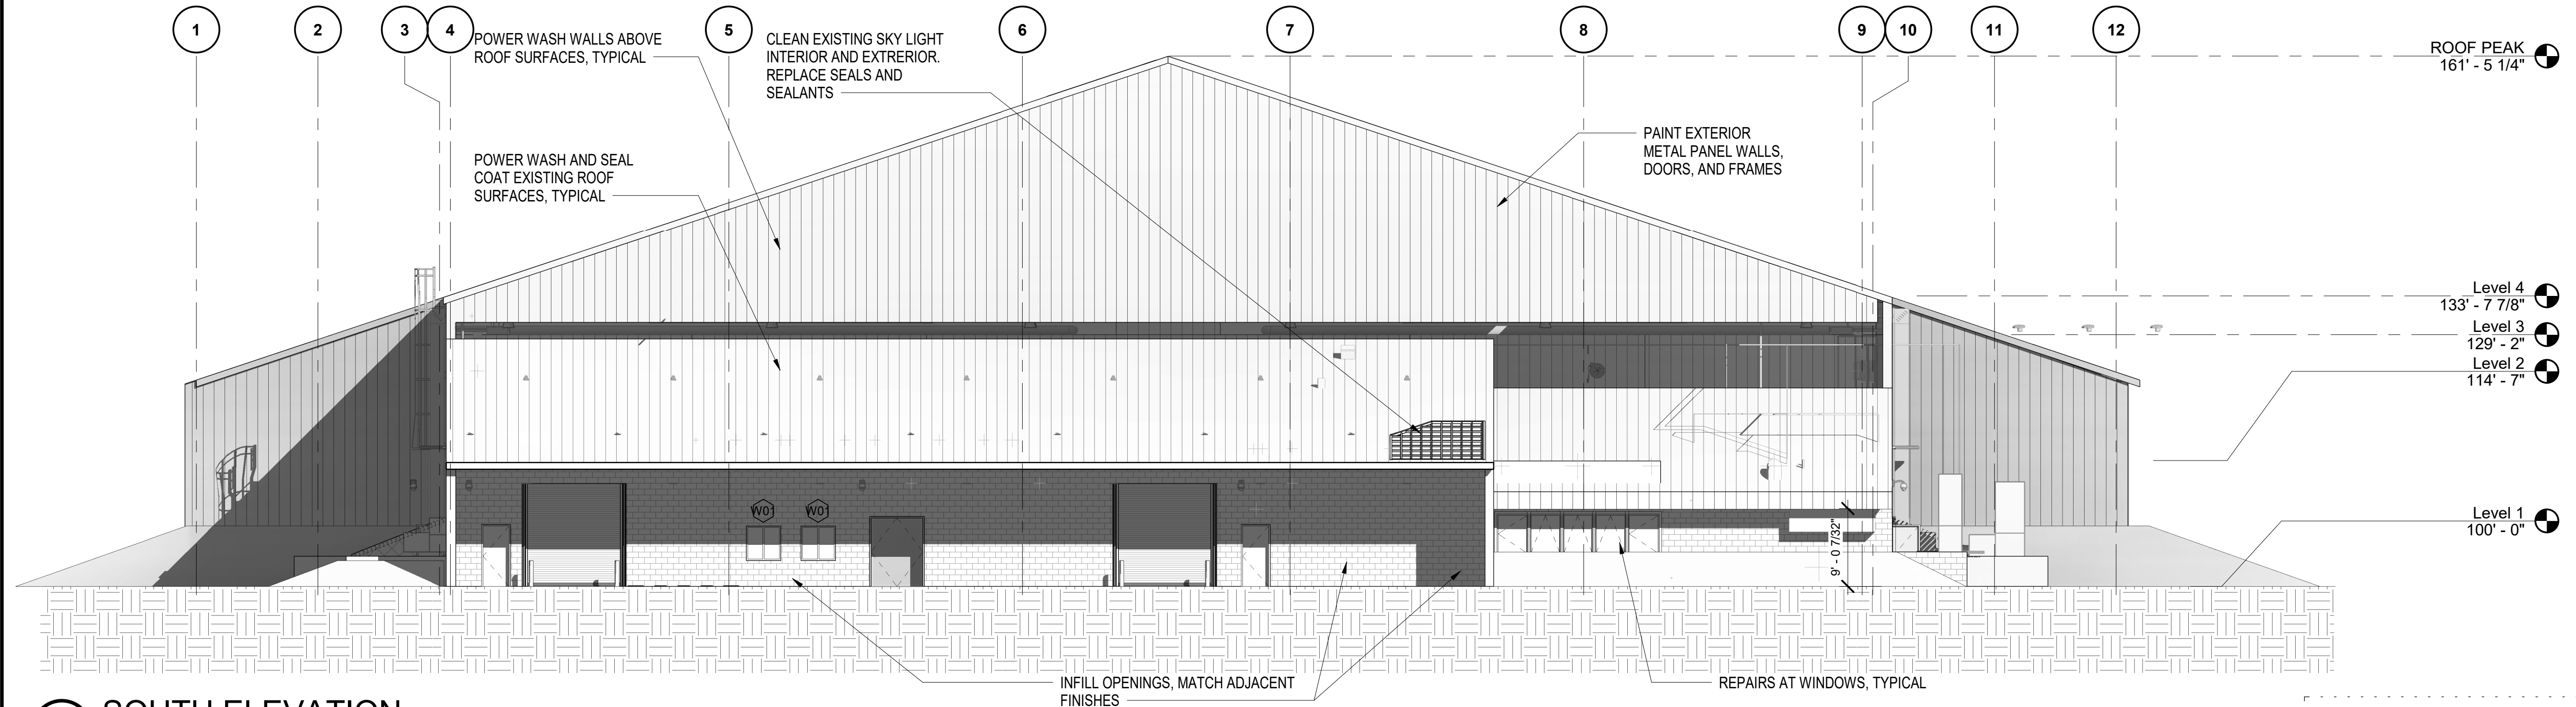 1
2
3
4
5
6
7
8
9
10
11
12
POWER WASH WALLS ABOVE
ROOF SURFACES, TYPICAL
CLEAN EXISTING SKY LIGHT
INTERIOR AND EXTRERIOR.
REPLACE SEALS AND
SEALANTS
POWER WASH AND SEAL
COAT EXISTING ROOF
SURFACES, TYPICAL
PAINT EXTERIOR
METAL PANEL WALLS,
DOORS, AND FRAMES
ROOF PEAK
161' - 5 1/4"
Level 4
133' - 7 7/8"
Level 3
129' - 2"
Level 2
114' - 7"
Level 1
100' - 0"
W01
W01
9' - 0 7/32"
INFILL OPENINGS, MATCH ADJACENT
FINISHES
REPAIRS AT WINDOWS, TYPICAL
SOUTH ELEVATION